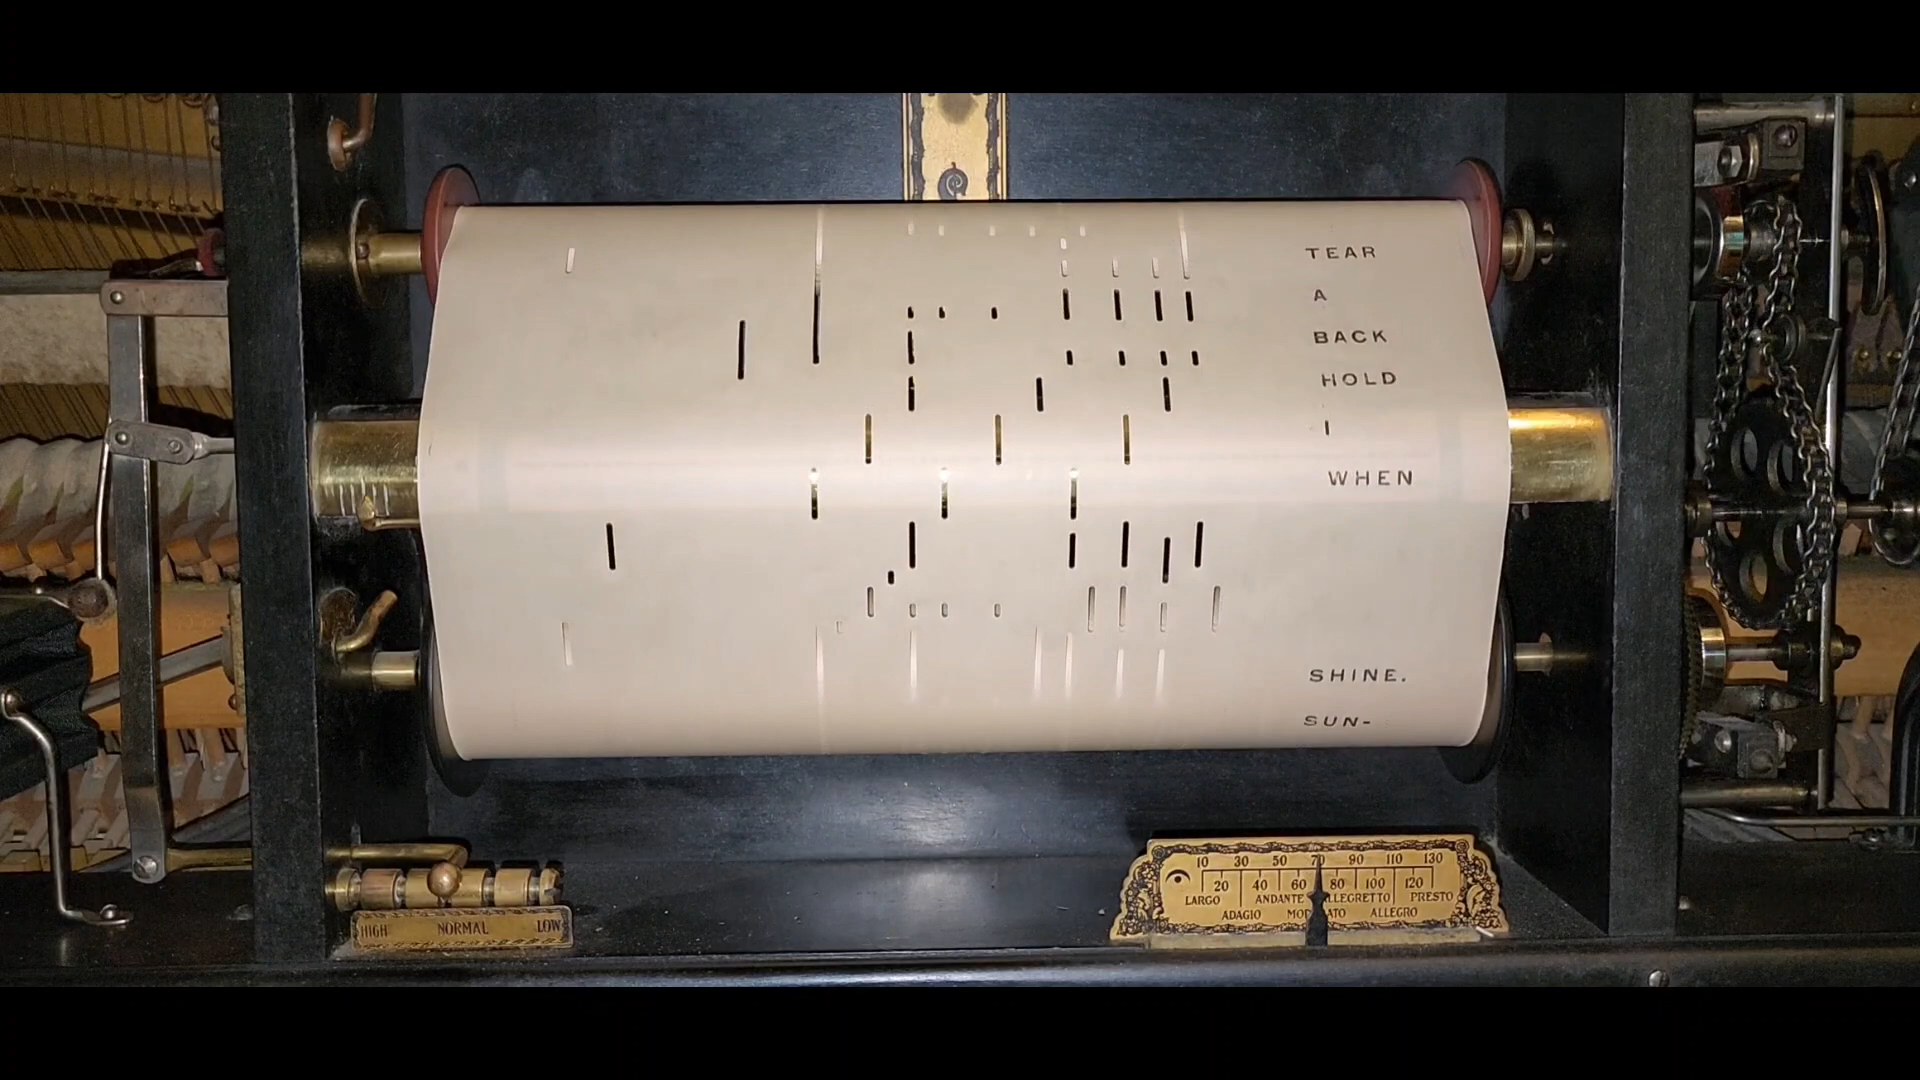 TEAR
A
BACK
HOLD
I
WHEN
SHINE.
SUN-
HIGH NORMAL LOW
10 30 50 70 90 110 130
20 40 60 80 100 120
LARGO ANDANTE ALLEGRETTO PRESTO
ADAGIO ALLEGRO